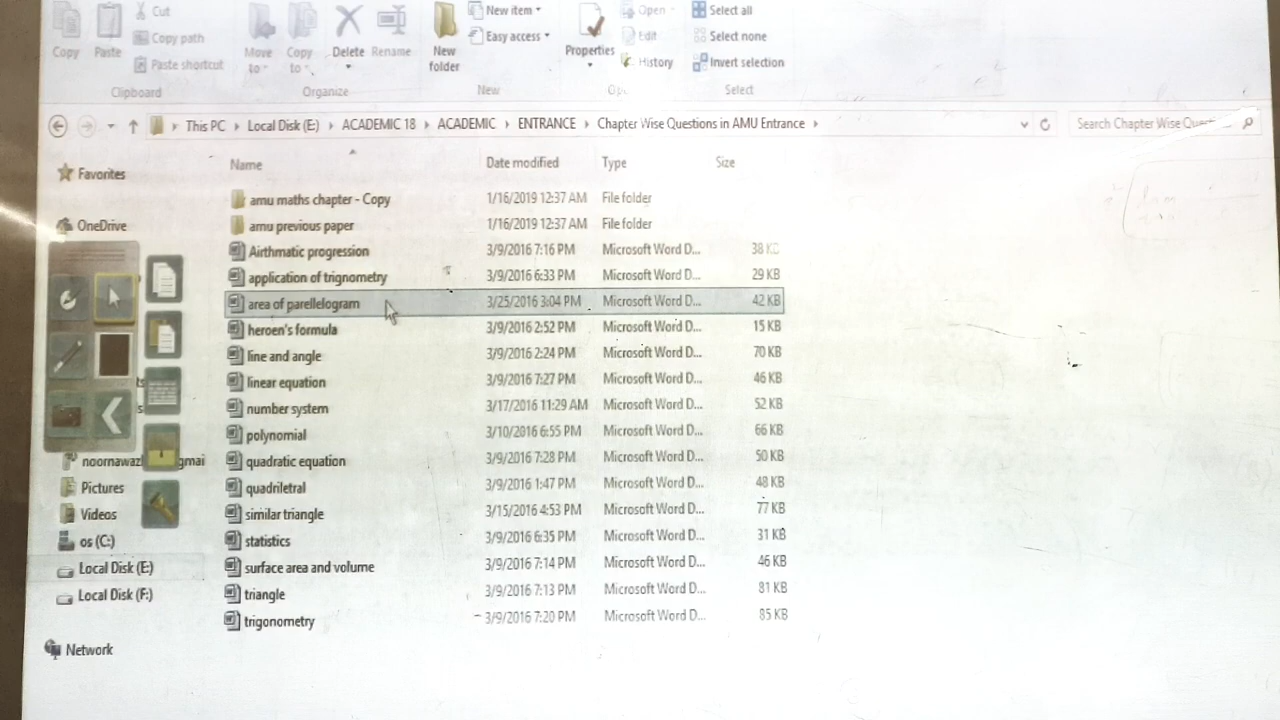 Cut
New item
Open
Select all
Copy path
Easy access
Edit
Select none
Copy
Paste
Paste shortcut
Move to
Copy to
Delete
Rename
New folder
Properties
History
Invert selection
Clipboard
Organize
New
Select
This PC
Local Disk (E:)
ACADEMIC 18
ACADEMIC
ENTRANCE
Chapter Wise Questions in AMU Entrance
Search Chapter Wise
Name Date modified Type Size
Favorites
amu maths chapter - Copy 1/16/2019 12:37 AM File folder
OneDrive
amu previous paper 1/16/2019 12:37 AM File folder
Airthmatic progression 3/9/2016 7:16 PM Microsoft Word D... 38 KB
application of trignometry 3/9/2016 6:33 PM Microsoft Word D... 29 KB
area of parellelogram 3/25/2016 3:04 PM Microsoft Word D... 42 KB
heroen's formula 3/9/2016 2:52 PM Microsoft Word D... 15 KB
line and angle 3/9/2016 2:24 PM Microsoft Word D... 70 KB
linear equation 3/9/2016 7:27 PM Microsoft Word D... 46 KB
number system 3/17/2016 11:29 AM Microsoft Word D... 52 KB
polynomial 3/10/2016 6:55 PM Microsoft Word D... 66 KB
quadratic equation 3/9/2016 7:28 PM Microsoft Word D... 50 KB
quadriletral 3/9/2016 1:47 PM Microsoft Word D... 48 KB
similar triangle 3/15/2016 4:53 PM Microsoft Word D... 77 KB
statistics 3/9/2016 6:35 PM Microsoft Word D... 31 KB
surface area and volume 3/9/2016 7:14 PM Microsoft Word D... 46 KB
triangle 3/9/2016 7:13 PM Microsoft Word D... 81 KB
trigonometry 3/9/2016 7:20 PM Microsoft Word D... 85 KB
Pictures
Videos
os (C:)
Local Disk (E:)
Local Disk (F:)
Network